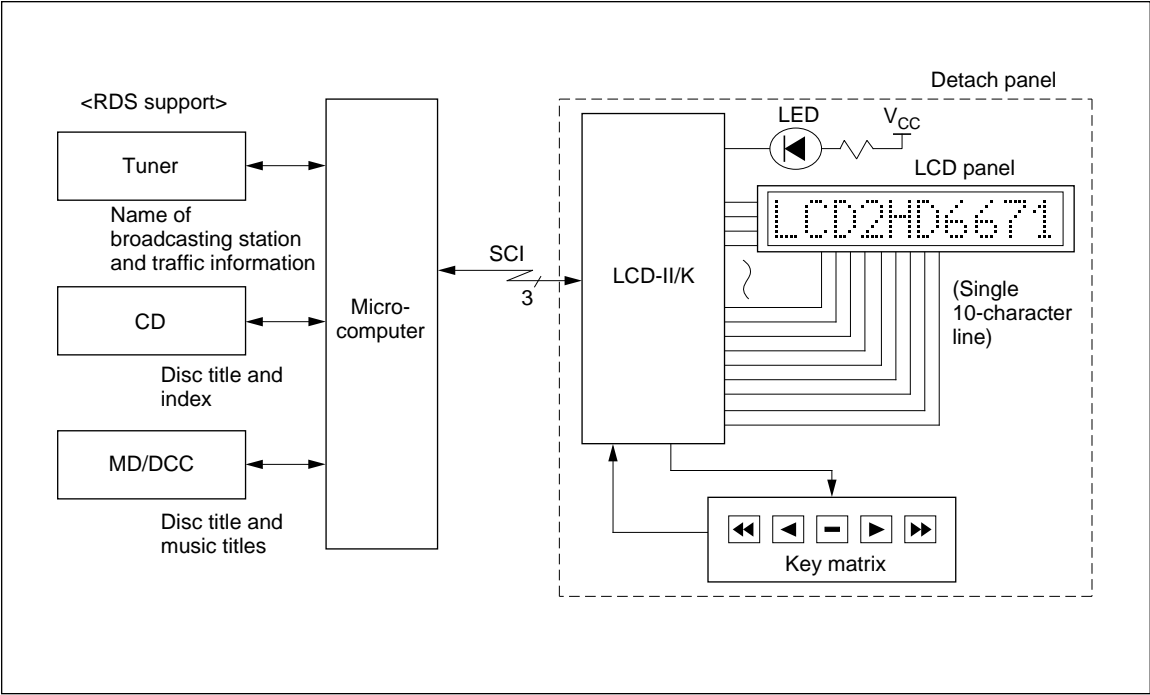 <RDS support>
Tuner
Name of
broadcasting station
and traffic information
CD
Disc title and
index
MD/DCC
Disc title and
music titles
Micro-
computer
SCI
3
Detach panel
LCD-II/K
LED
VCC
LCD panel
LCD2HD6671
(Single
10-character
line)
Key matrix